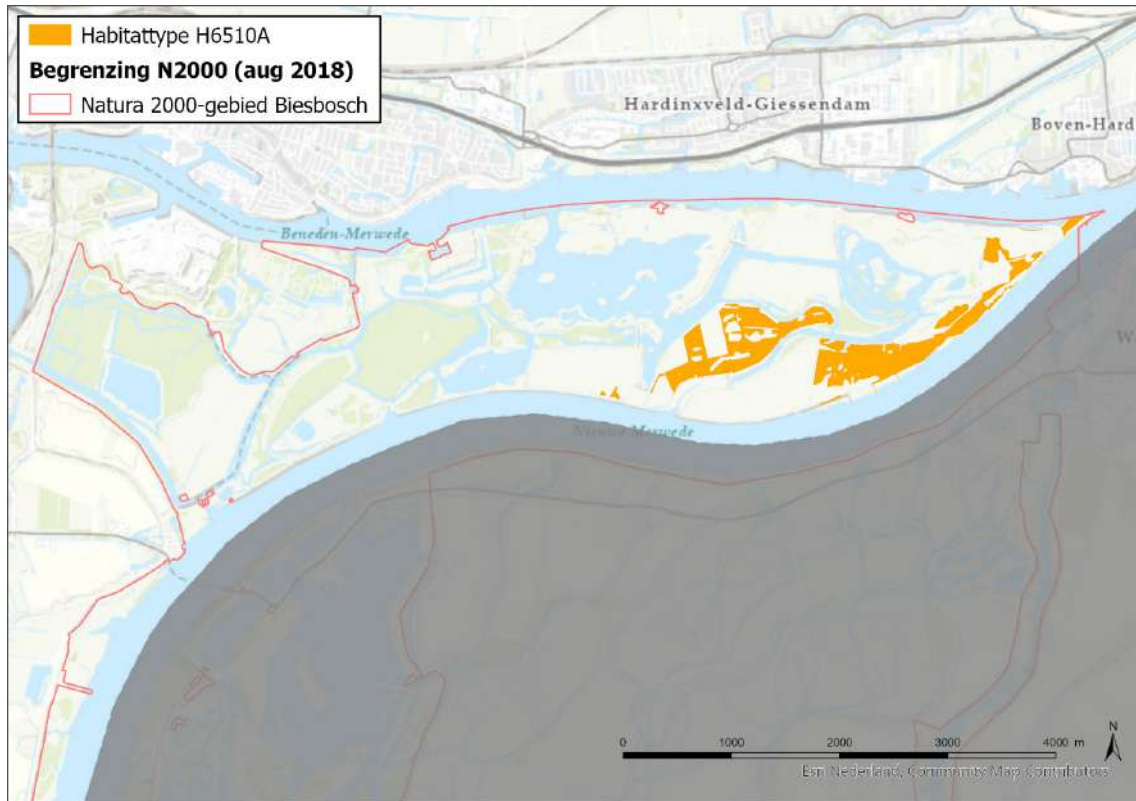 Habitattype H6510A
Begrenzing N2000 (aug 2018)
Natura 2000-gebied Biesbosch
Hardinxveld-Giessendam
Boven-Hard
Beneden-Merwede
W
Nieuwe Merwede
N
0 1000 2000 3000 4000 m
Esri Nederland, Community Map Contributors